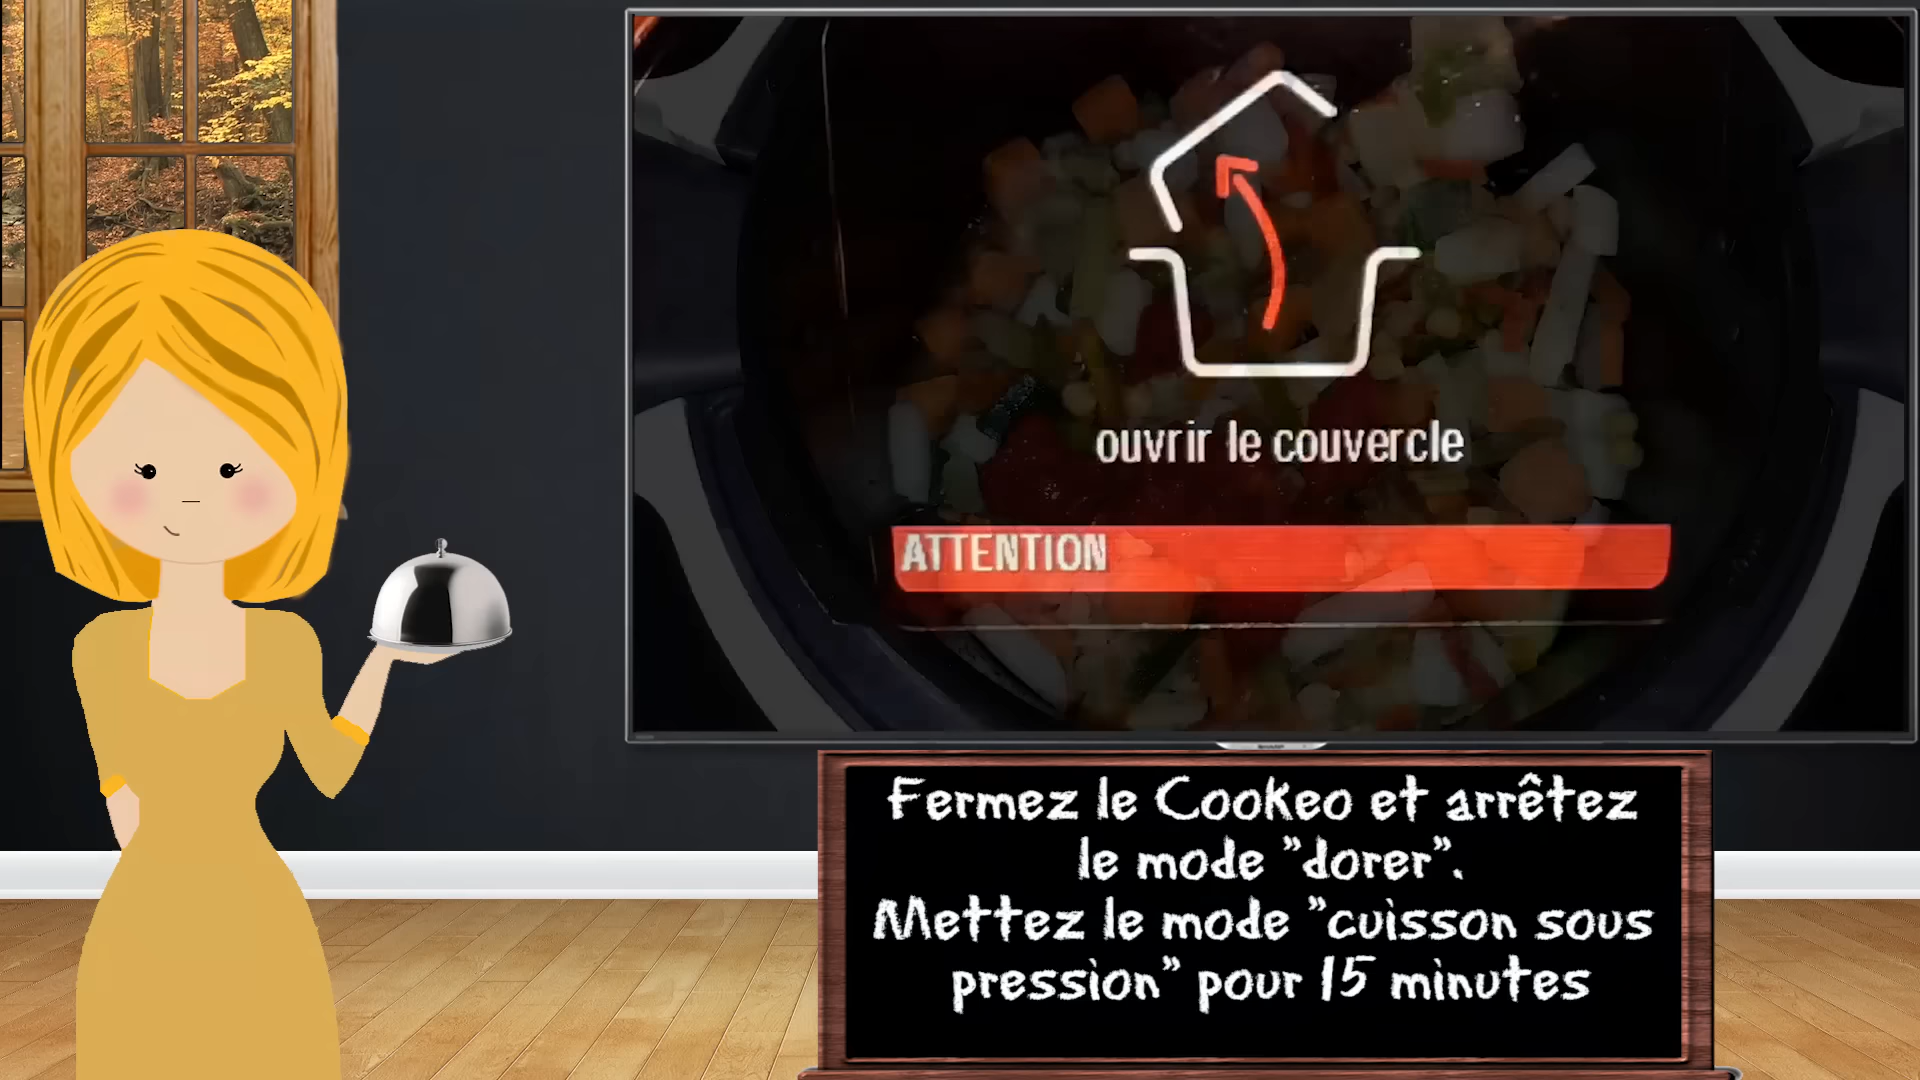 ouvrir le couvercle
ATTENTION
Fermez le Cookeo et arrêtez
le mode "dorer".
Mettez le mode "cuisson sous
pression" pour 15 minutes